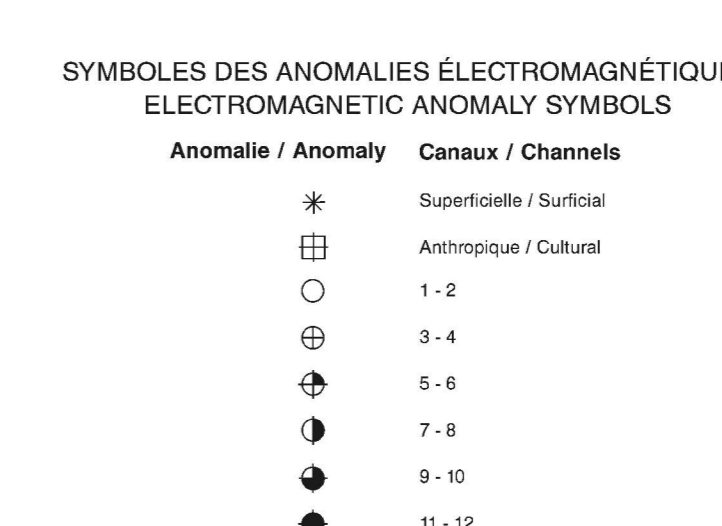 SYMBOLES DES ANOMALIES
ELECTROMAGNETIC ANOMALY SYMBOLS
Anomalie / Anomaly Canaux / Channels
Superficielle / Surficial
Anthropique / Cultural
1 - 2
3 - 4
5 - 6
7 - 8
9 - 10
11 - 12